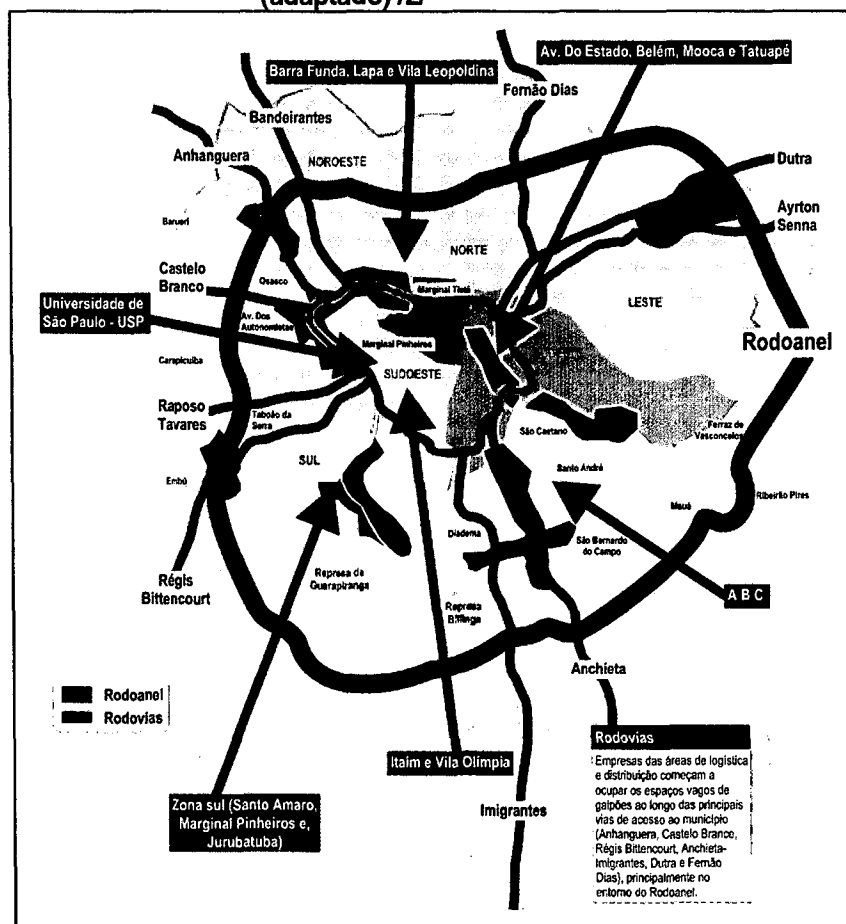 (adaptado)
Av. Do Estado, Belém, Mooca e Tatuapé
Barra Funda, Lapa e Vila Leopoldina
Fernão Dias
Bandeirantes
Anhanguera
NOROESTE
Dutra
Barueri
Ayrton
Senna
NORTE
Castelo
Branco
Osasco
Marginal Tietê
LESTE
Universidade de
São Paulo - USP
Av. Dos
Autonomistas
Marginal Pinheiros
Rodoanel
Carapicuiba
SUDOESTE
Raposo
Tavares
Taboão da
Serra
São Caetano
Ferraz de
Vasconcelos
SUL
Santo André
Embú
Mauá
Ribeirão Pires
Diadema
São Bernardo
do Campo
Régis
Bittencourt
Represa da
Guarapiranga
Represa
Billings
A B C
Anchieta
Rodoanel
Rodovias
Itaim e Vila Olímpia
Zona sul (Santo Amaro,
Marginal Pinheiros e,
Jurubatuba)
Imigrantes
Rodovias
Empresas das áreas de logística
e distribuição começam a
ocupar os espaços vagos de
galpões ao longo das principais
vias de acesso ao município
(Anhanguera, Castelo Branco,
Régis Bittencourt, Anchieta-
Imigrantes, Dutra e Fernão
Dias), principalmente no
entorno do Rodoanel.